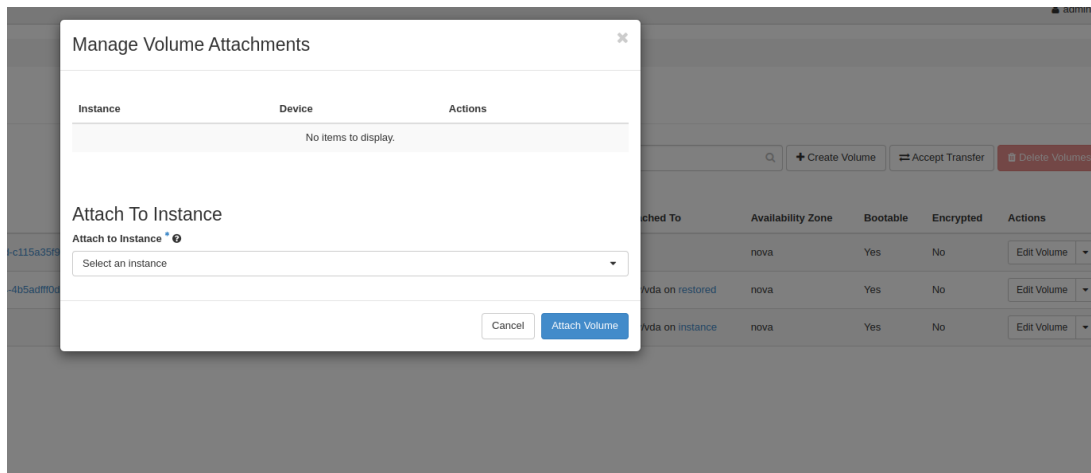 admin
Manage Volume Attachments
Instance Device Actions
No items to display.
Create Volume Accept Transfer Delete Volumes
Attach To Instance
Attach to Instance *
Select an instance
Cancel Attach Volume
ched To Availability Zone Bootable Encrypted Actions
-c115a35f9 nova Yes No Edit Volume
-4b5adfff0d /vda on restored nova Yes No Edit Volume
/vda on instance nova Yes No Edit Volume